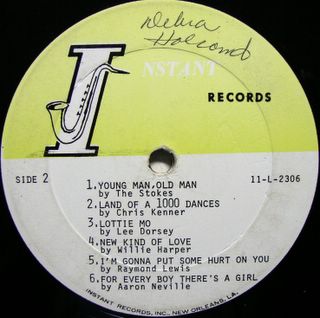 Debra
Holcomb
INSTANT
RECORDS
SIDE 2
11-L-2306
1.YOUNG MAN,OLD MAN
by The Stokes
2.LAND OF A 1000 DANCES
by Chris Kenner
3.LOTTIE MO
by Lee Dorsey
4.NEW KIND OF LOVE
by Willie Harper
5.I'M GONNA PUT SOME HURT ON YOU
by Raymond Lewis
6.FOR EVERY BOY THERE'S A GIRL
by Aaron Neville
INSTANT RECORDS, INC., NEW ORLEANS, LA.